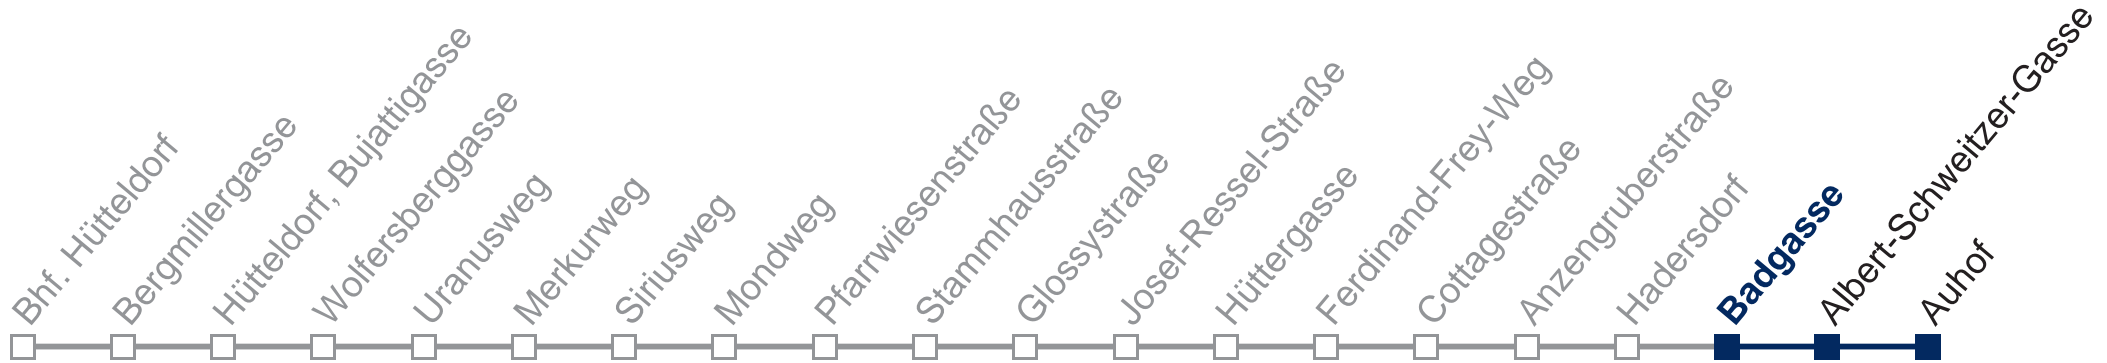 Bhf. Hütteldorf
Bergmillergasse
Hütteldorf, Bujattigasse
Wolfersberggasse
Uranusweg
Merkurweg
Siriusweg
Mondweg
Pfarrwiesenstraße
Stammhausstraße
Glossystraße
Josef-Ressel-Straße
Hüttergasse
Ferdinand-Frey-Weg
Cottagestraße
Anzengruberstraße
Hadersdorf
Badgasse
Albert-Schweitzer-Gasse
Auhof